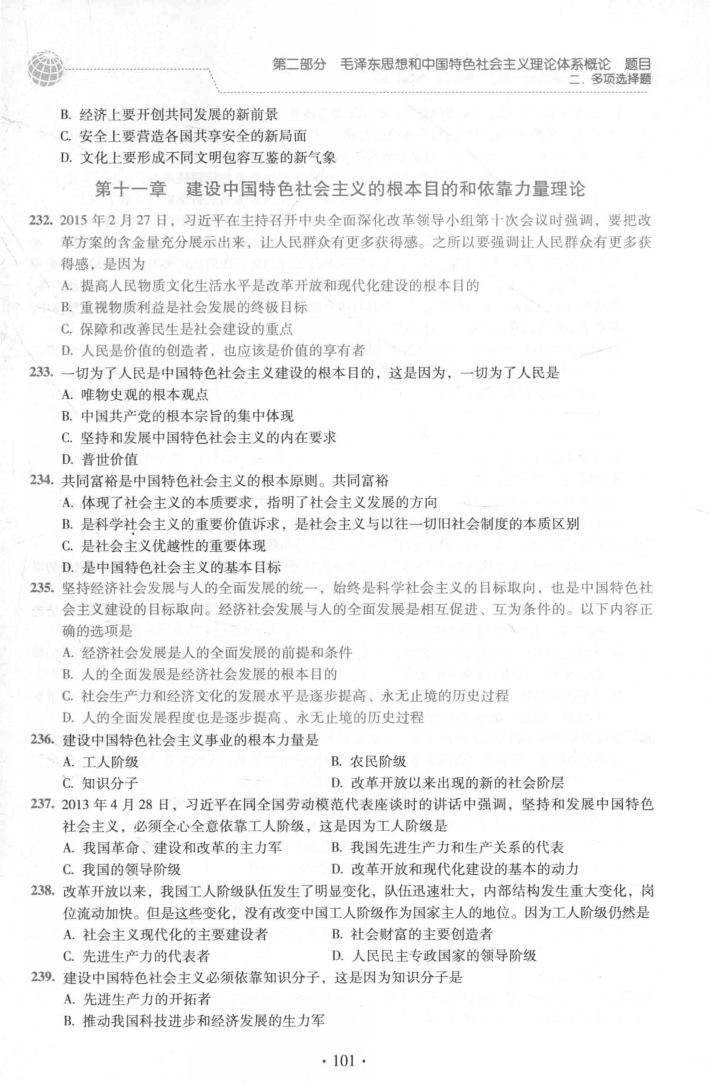 第二部分 毛泽东思想和中国特色社会主义理论体系概论 题目
二、多项选择题
B. 经济上要开创共同发展的新前景
C. 安全上要营造各国共享安全的新局面
D. 文化上要形成不同文明包容互鉴的新气象
第十一章 建设中国特色社会主义的根本目的和依靠力量理论
232. 2015 年 2 月 27 日，习近平在主持召开中央全面深化改革领导小组第十次会议时强调，要把改
革方案的含金量充分展示出来，让人民群众有更多获得感。之所以要强调让人民群众有更多获
得感，是因为
A. 提高人民物质文化生活水平是改革开放和现代化建设的根本目的
B. 重视物质利益是社会发展的终极目标
C. 保障和改善民生是社会建设的重点
D. 人民是价值的创造者，也应该是价值的享有者
233. 一切为了人民是中国特色社会主义建设的根本目的，这是因为，一切为了人民是
A. 唯物史观的根本观点
B. 中国共产党的根本宗旨的集中体现
C. 坚持和发展中国特色社会主义的内在要求
D. 普世价值
234. 共同富裕是中国特色社会主义的根本原则。共同富裕
A. 体现了社会主义的本质要求，指明了社会主义发展的方向
B. 是科学社会主义的重要价值诉求，是社会主义与以往一切旧社会制度的本质区别
C. 是社会主义优越性的重要体现
D. 是中国特色社会主义的基本目标
235. 坚持经济社会发展与人的全面发展的统一，始终是科学社会主义的目标取向，也是中国特色社
会主义建设的目标取向。经济社会发展与人的全面发展是相互促进、互为条件的。以下内容正
确的选项是
A. 经济社会发展是人的全面发展的前提和条件
B. 人的全面发展是经济社会发展的根本目的
C. 社会生产力和经济文化的发展水平是逐步提高、永无止境的历史过程
D. 人的全面发展程度也是逐步提高、永无止境的历史过程
236. 建设中国特色社会主义事业的根本力量是
A. 工人阶级 B. 农民阶级
C. 知识分子 D. 改革开放以来出现的新的社会阶层
237. 2013 年 4 月 28 日，习近平在同全国劳动模范代表座谈时的讲话中强调，坚持和发展中国特色
社会主义，必须全心全意依靠工人阶级，这是因为工人阶级是
A. 我国革命、建设和改革的主力军 B. 我国先进生产力和生产关系的代表
C. 我国的领导阶级 D. 改革开放和现代化建设的基本的动力
238. 改革开放以来，我国工人阶级队伍发生了明显变化，队伍迅速壮大，内部结构发生重大变化，岗
位流动加快。但是这些变化，没有改变中国工人阶级作为国家主人的地位。因为工人阶级仍然是
A. 社会主义现代化的主要建设者 B. 社会财富的主要创造者
C. 先进生产力的代表者 D. 人民民主专政国家的领导阶级
239. 建设中国特色社会主义必须依靠知识分子，这是因为知识分子是
A. 先进生产力的开拓者
B. 推动我国科技进步和经济发展的生力军
· 101 ·